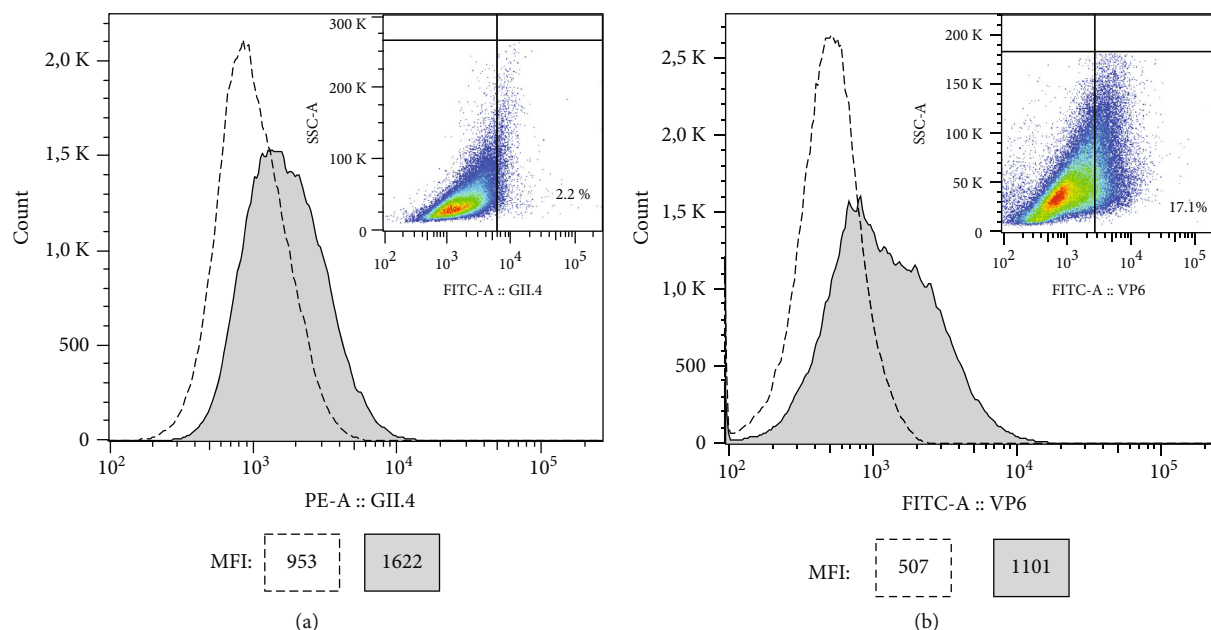 2,0 K
1,5 K
1,0 K
500
0
Count
10²
10³
10⁴
10⁵
PE-A :: GII.4
300 K
200 K
100 K
0
SSC-A
2.2 %
10²
10³
10⁴
10⁵
FITC-A :: GII.4
MFI:
953
1622
(a)
2,5 K
2,0 K
1,5 K
1,0 K
500
0
Count
10²
10³
10⁴
10⁵
FITC-A :: VP6
200 K
150 K
100 K
50 K
0
SSC-A
17.1%
10²
10³
10⁴
10⁵
FITC-A :: VP6
MFI:
507
1101
(b)